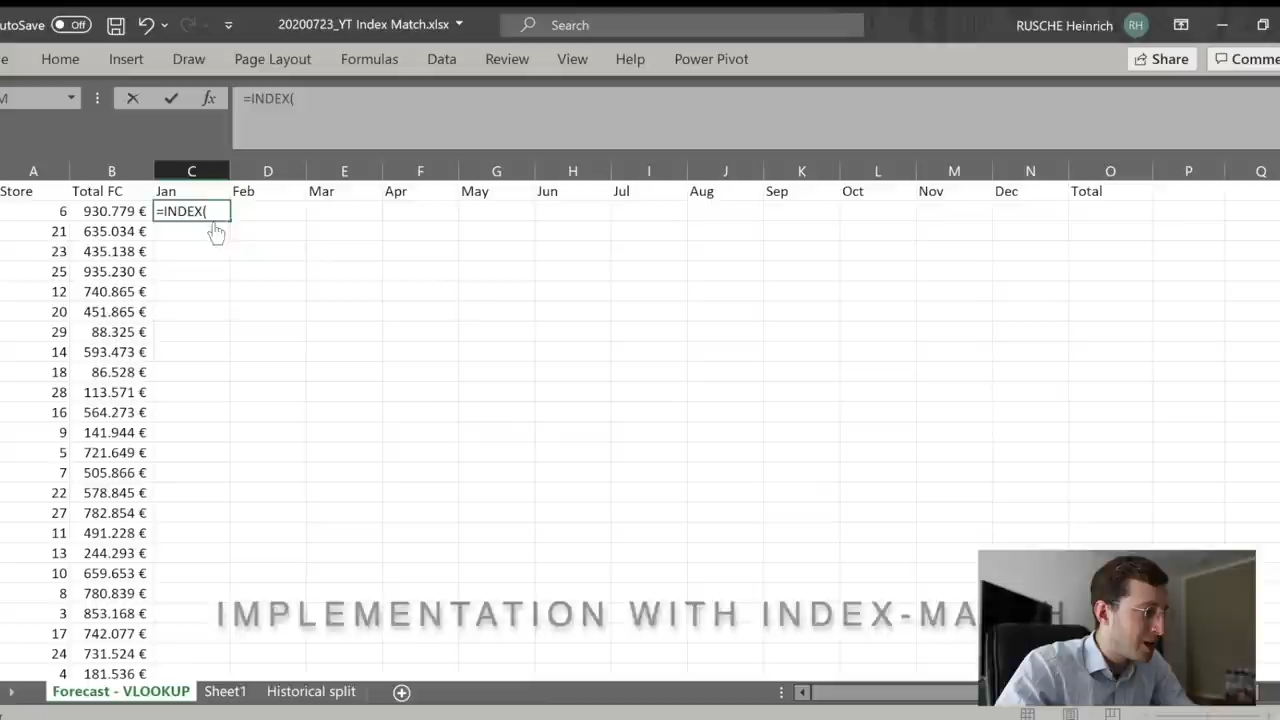 AutoSave Off 20200723_YT Index Match.xlsx Search RUSCHE Heinrich RH
Home Insert Draw Page Layout Formulas Data Review View Help Power Pivot Share
fx =INDEX(
A B C D E F G H I J K L M N O P Q
Store Total FC Jan Feb Mar Apr May Jun Jul Aug Sep Oct Nov Dec Total
6 930.779 € =INDEX(
21 635.034 €
23 435.138 €
25 935.230 €
12 740.865 €
20 451.865 €
29 88.325 €
14 593.473 €
18 86.528 €
28 113.571 €
16 564.273 €
9 141.944 €
5 721.649 €
7 505.866 €
22 578.845 €
27 782.854 €
11 491.228 €
13 244.293 €
10 659.653 €
8 780.839 €
3 853.168 €
IMPLEMENTATION WITH INDEX-MATCH
17 742.077 €
24 731.524 €
4 181.536 €
Forecast - VLOOKUP Sheet1 Historical split